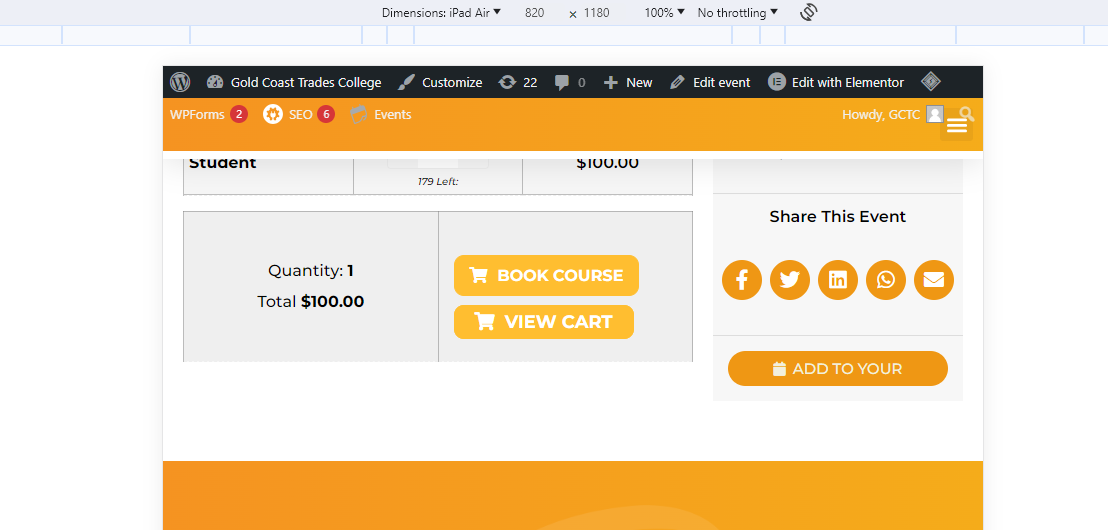 Dimensions: iPad Air 820 × 1180 100% No throttling
Gold Coast Trades College Customize 22 0 New Edit event Edit with Elementor
WPForms 2 SEO 6 Events Howdy, GCTC
Student $100.00
179 Left:
Share This Event
Quantity: 1
Total $100.00
BOOK COURSE
VIEW CART
ADD TO YOUR